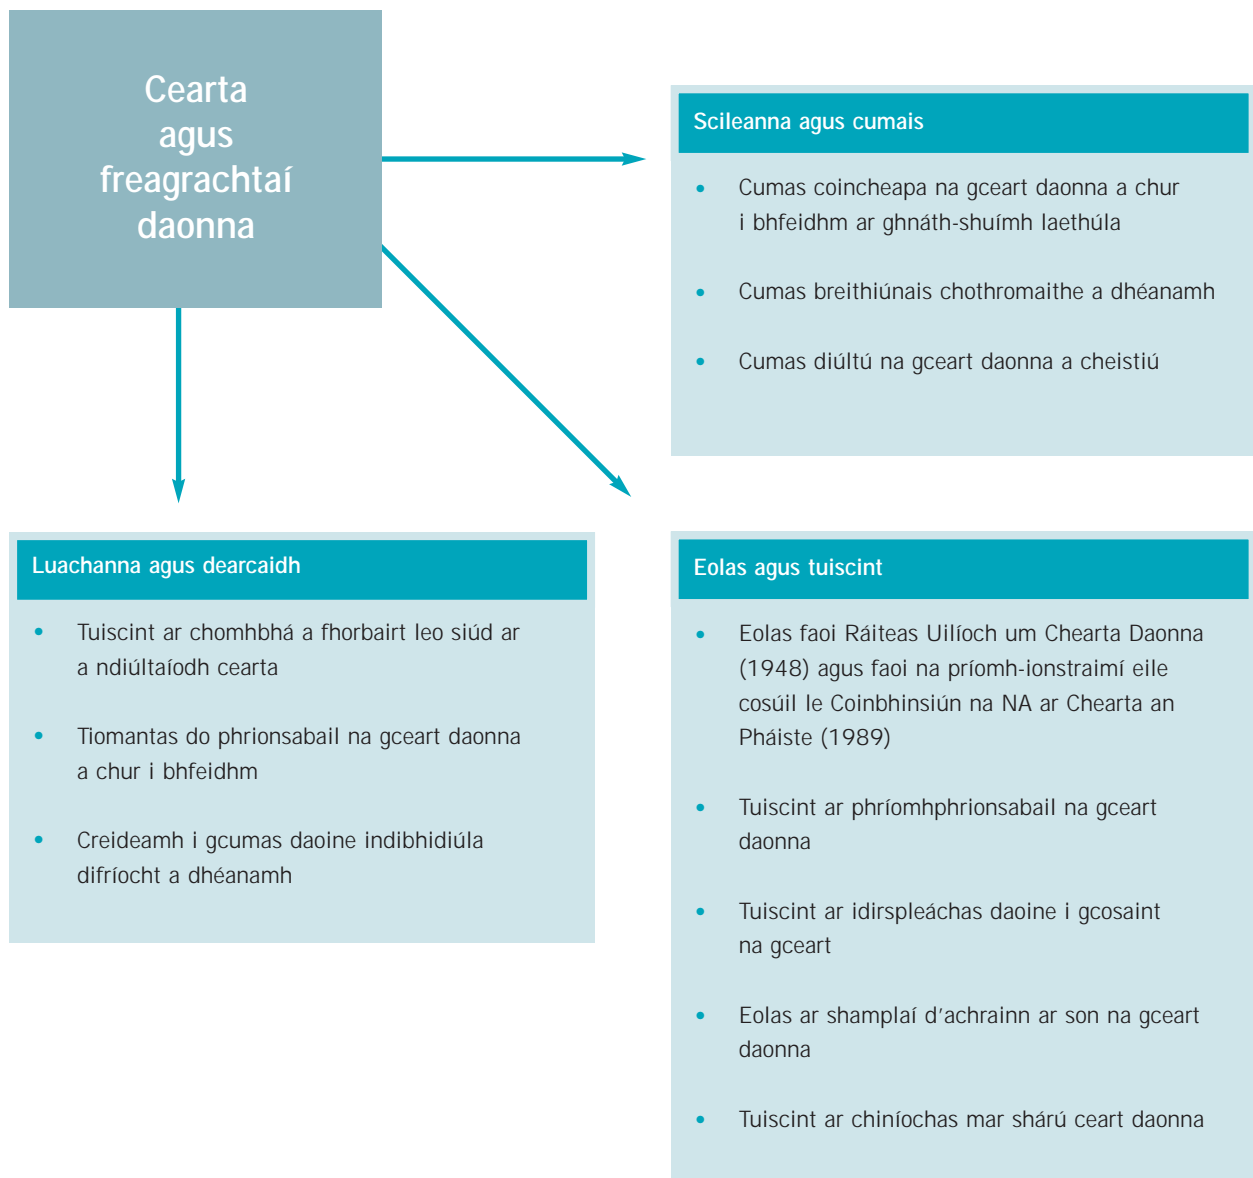 Cearta
agus
freagrachtaí
daonna
Scileanna agus cumais
• Cumas coincheapa na gceart daonna a chur
i bhfeidhm ar ghnáth-shuímh laethúla
• Cumas breithiúnais chothromaithe a dhéanamh
• Cumas diúltú na gceart daonna a cheistiú
Luachanna agus dearcaidh
• Tuiscint ar chomhbhá a fhorbairt leo siúd ar
a ndiúltaíodh cearta
• Tiomantas do phrionsabail na gceart daonna
a chur i bhfeidhm
• Creideamh i gcumas daoine indibhidiúla
difríocht a dhéanamh
Eolas agus tuiscint
• Eolas faoi Ráiteas Uilíoch um Chearta Daonna
(1948) agus faoi na príomh-ionstraimí eile
cosúil le Coinbhinsiún na NA ar Chearta an
Pháiste (1989)
• Tuiscint ar phríomhphrionsabail na gceart
daonna
• Tuiscint ar idirspleáchas daoine i gcosaint
na gceart
• Eolas ar shamplaí d’achrainn ar son na gceart
daonna
• Tuiscint ar chiníochas mar shárú ceart daonna